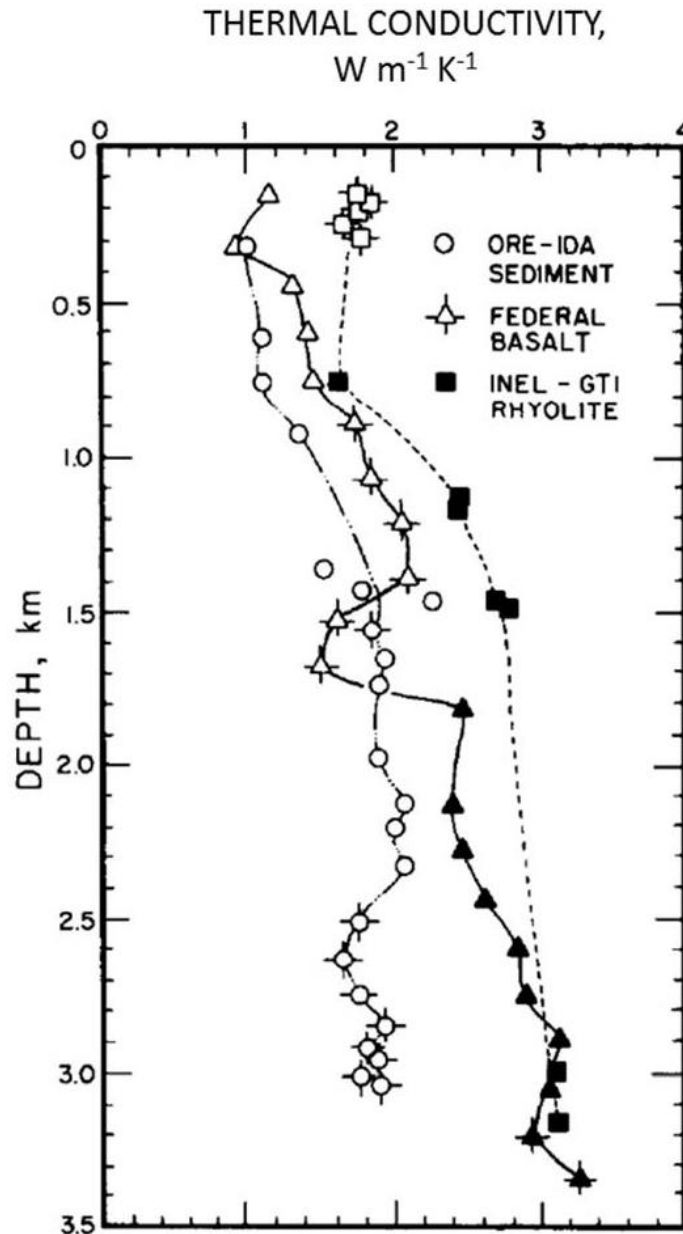 THERMAL CONDUCTIVITY,
W m⁻¹ K⁻¹
0 1 2 3 4
0
0.5
1.0
1.5
2.0
2.5
3.0
3.5
DEPTH, km
ORE-IDA
SEDIMENT
FEDERAL
BASALT
INEL-GTI
RHYOLITE